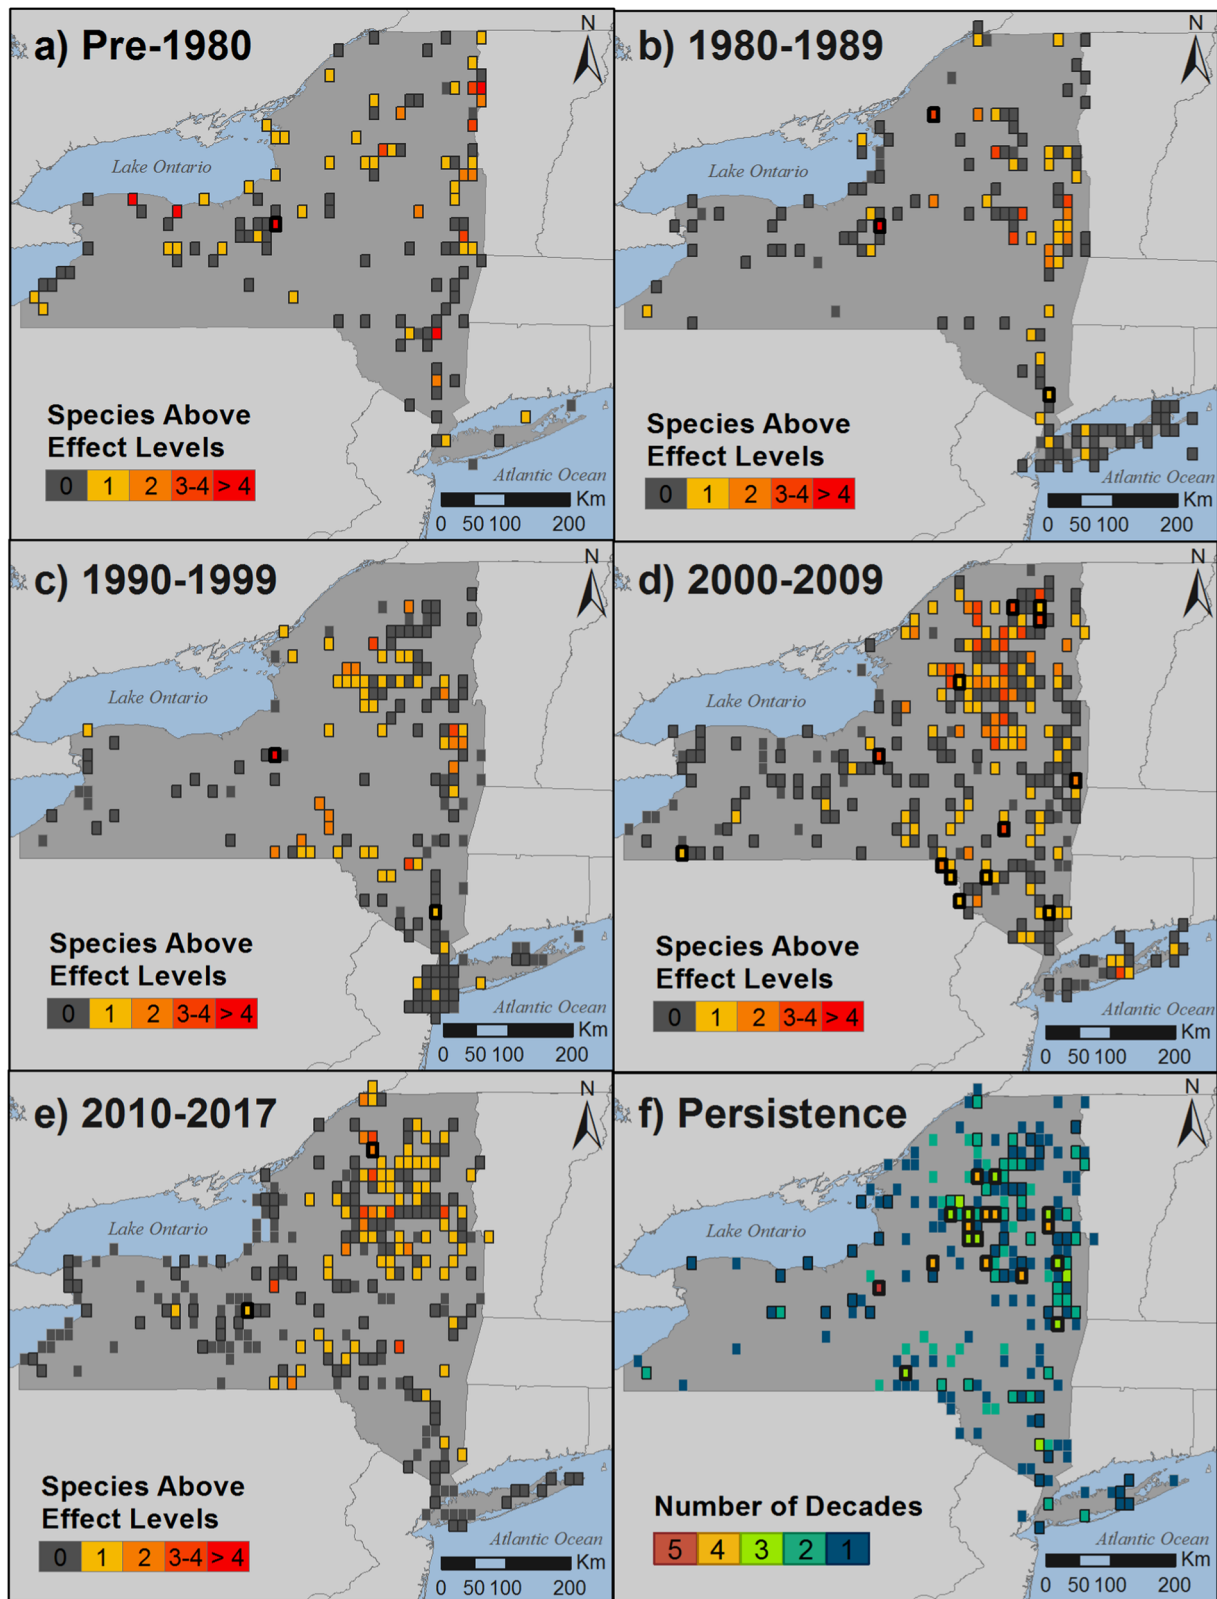 a) Pre-1980
N
Lake Ontario
Species Above
Effect Levels
0 1 2 3-4 > 4
Atlantic Ocean
Km
0 50 100 200
b) 1980-1989
N
Lake Ontario
Species Above
Effect Levels
0 1 2 3-4 > 4
Atlantic Ocean
Km
0 50 100 200
c) 1990-1999
N
Lake Ontario
Species Above
Effect Levels
0 1 2 3-4 > 4
Atlantic Ocean
Km
0 50 100 200
d) 2000-2009
N
Lake Ontario
Species Above
Effect Levels
0 1 2 3-4 > 4
Atlantic Ocean
Km
0 50 100 200
e) 2010-2017
N
Lake Ontario
Species Above
Effect Levels
0 1 2 3-4 > 4
Atlantic Ocean
Km
0 50 100 200
f) Persistence
N
Lake Ontario
Number of Decades
5 4 3 2 1
Atlantic Ocean
Km
0 50 100 200